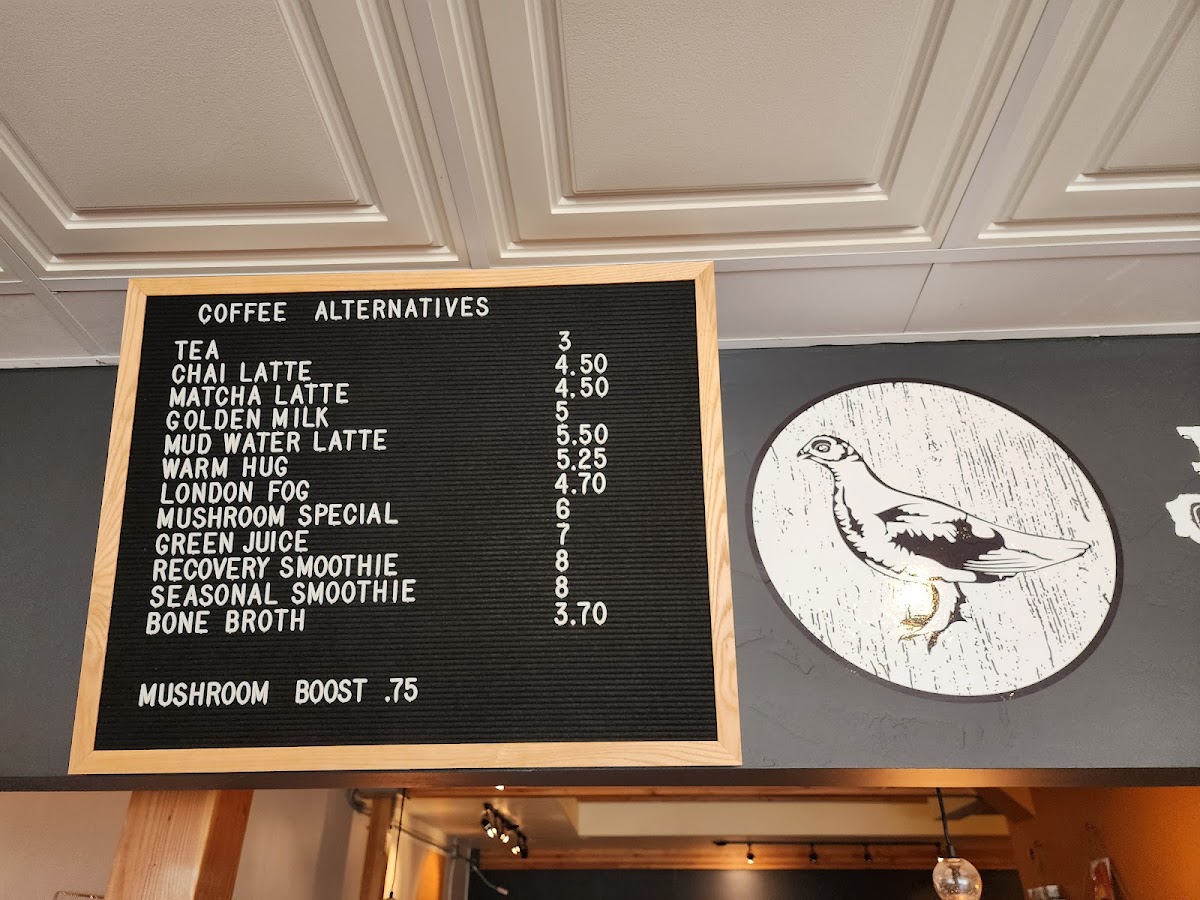 COFFEE ALTERNATIVES
TEA 3
CHAI LATTE 4.50
MATCHA LATTE 4.50
GOLDEN MILK 5
MUD WATER LATTE 5.50
WARM HUG 5.25
LONDON FOG 4.70
MUSHROOM SPECIAL 6
GREEN JUICE 7
RECOVERY SMOOTHIE 8
SEASONAL SMOOTHIE 8
BONE BROTH 3.70
MUSHROOM BOOST .75